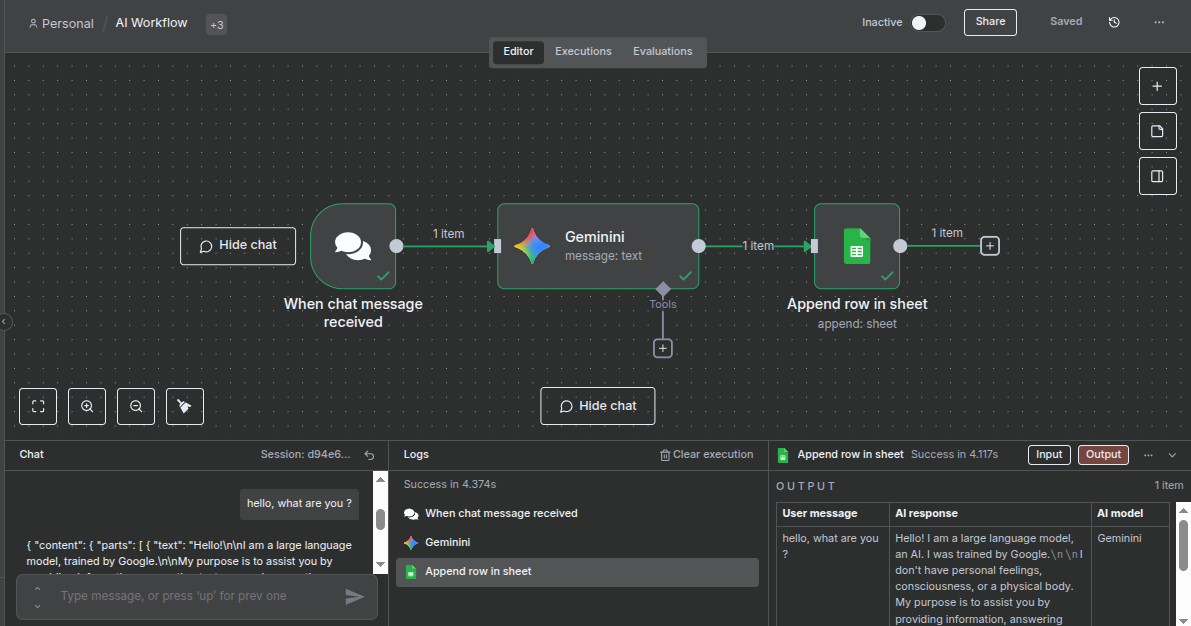 Personal / AI Workflow +3
Inactive Share Saved ...
Editor Executions Evaluations
Hide chat
1 item
Geminini
message: text
1 item
1 item
Tools
When chat message
received
Append row in sheet
append: sheet
Hide chat
Chat Session: d94e6...
hello, what are you ?
{ "content": { "parts": [ { "text": "Hello!\n\nI am a large language
model, trained by Google.\n\nMy purpose is to assist you by
Type message, or press 'up' for prev one
Logs Clear execution
Success in 4.374s
When chat message received
Geminini
Append row in sheet
Append row in sheet Success in 4.117s Input Output ...
OUTPUT 1 item
User message AI response AI model
hello, what are you
?
Hello! I am a large language model,
an AI. I was trained by Google.\n\nI
don't have personal feelings,
consciousness, or a physical body.
My purpose is to assist you by
providing information, answering
Geminini